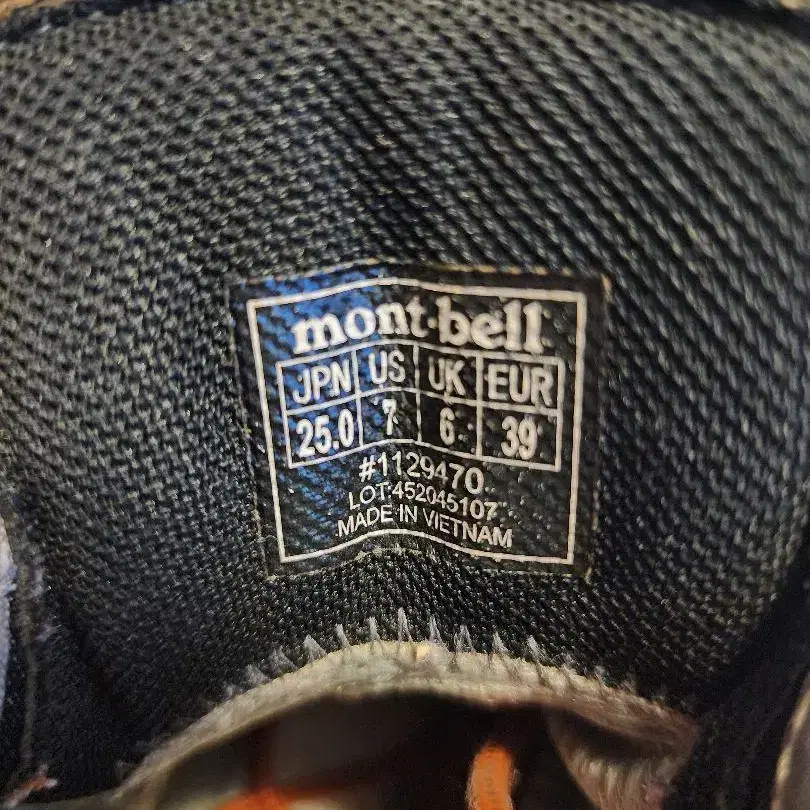 mont·bell
JPN US UK EUR
25.0 7 6 39
#1129470
LOT:452045107
MADE IN VIETNAM